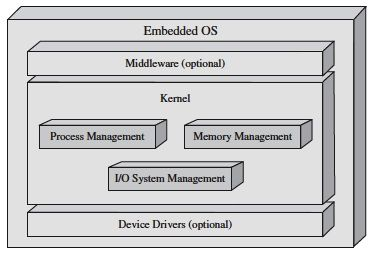 Embedded OS
Middleware (optional)
Kernel
Process Management
Memory Management
I/O System Management
Device Drivers (optional)